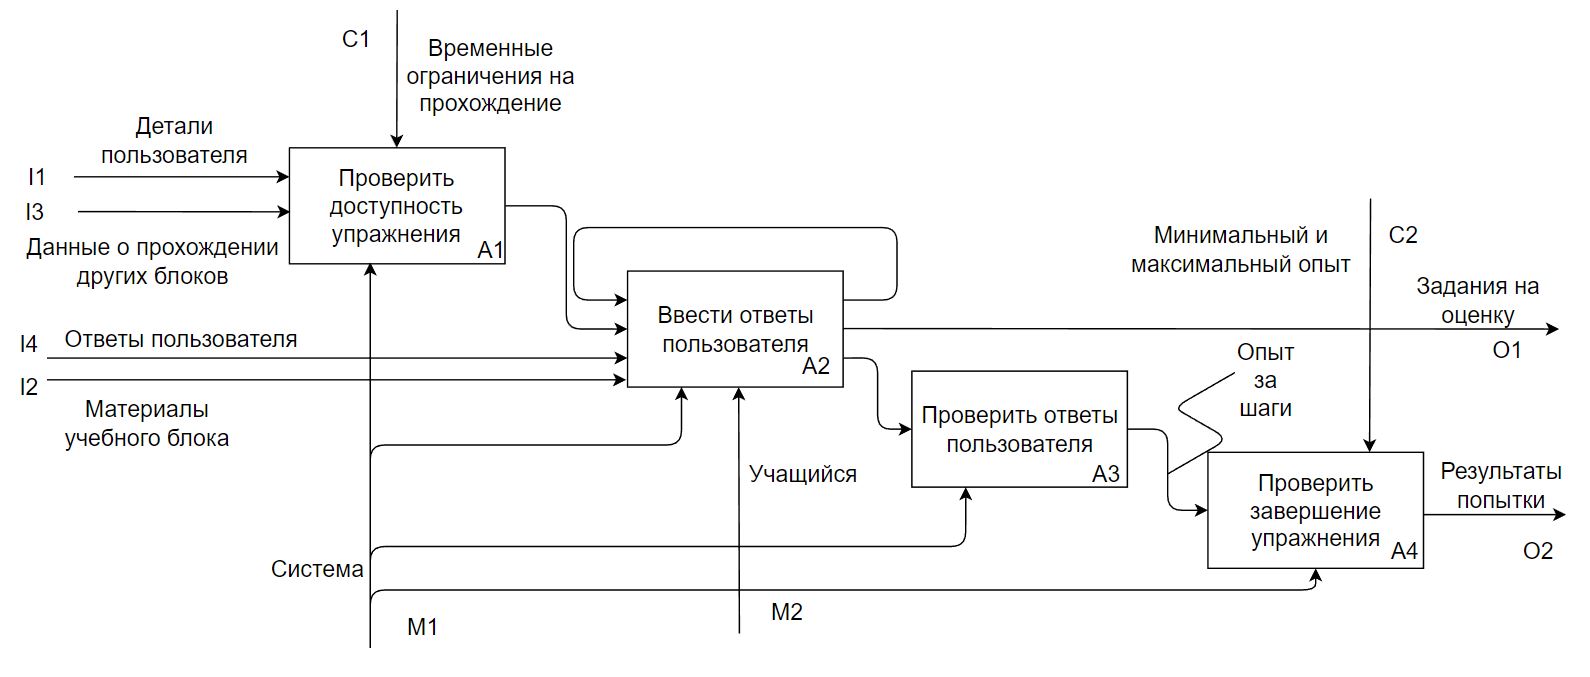 C1
Временные
ограничения на
прохождение
Детали
пользователя
I1
I3
Данные о прохождении
других блоков
Проверить
доступность
упражнения
A1
I4
Ответы пользователя
I2
Материалы
учебного блока
Ввести ответы
пользователя
A2
Минимальный и
максимальный опыт
C2
Задания на
оценку
O1
Опыт
за
шаги
Проверить ответы
пользователя
A3
Учащийся
Проверить
завершение
упражнения
A4
Результаты
попытки
O2
Система
M1
M2